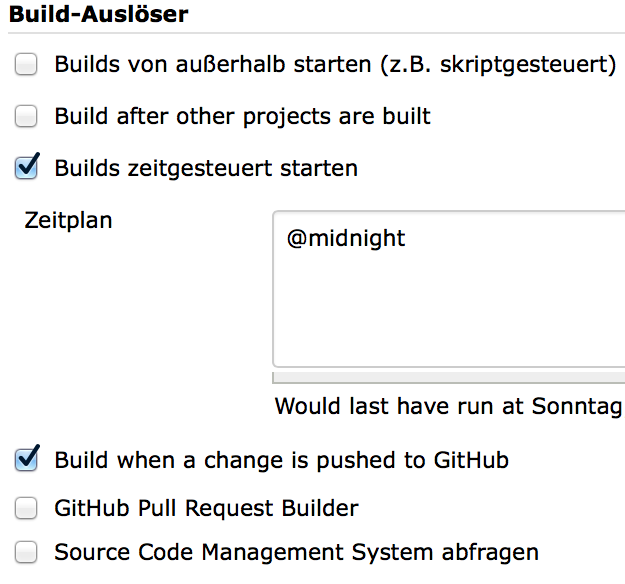 Build-Auslöser
Builds von außerhalb starten (z.B. skriptgesteuert)
Build after other projects are built
Builds zeitgesteuert starten
Zeitplan
@midnight
Would last have run at Sonntag
Build when a change is pushed to GitHub
GitHub Pull Request Builder
Source Code Management System abfragen